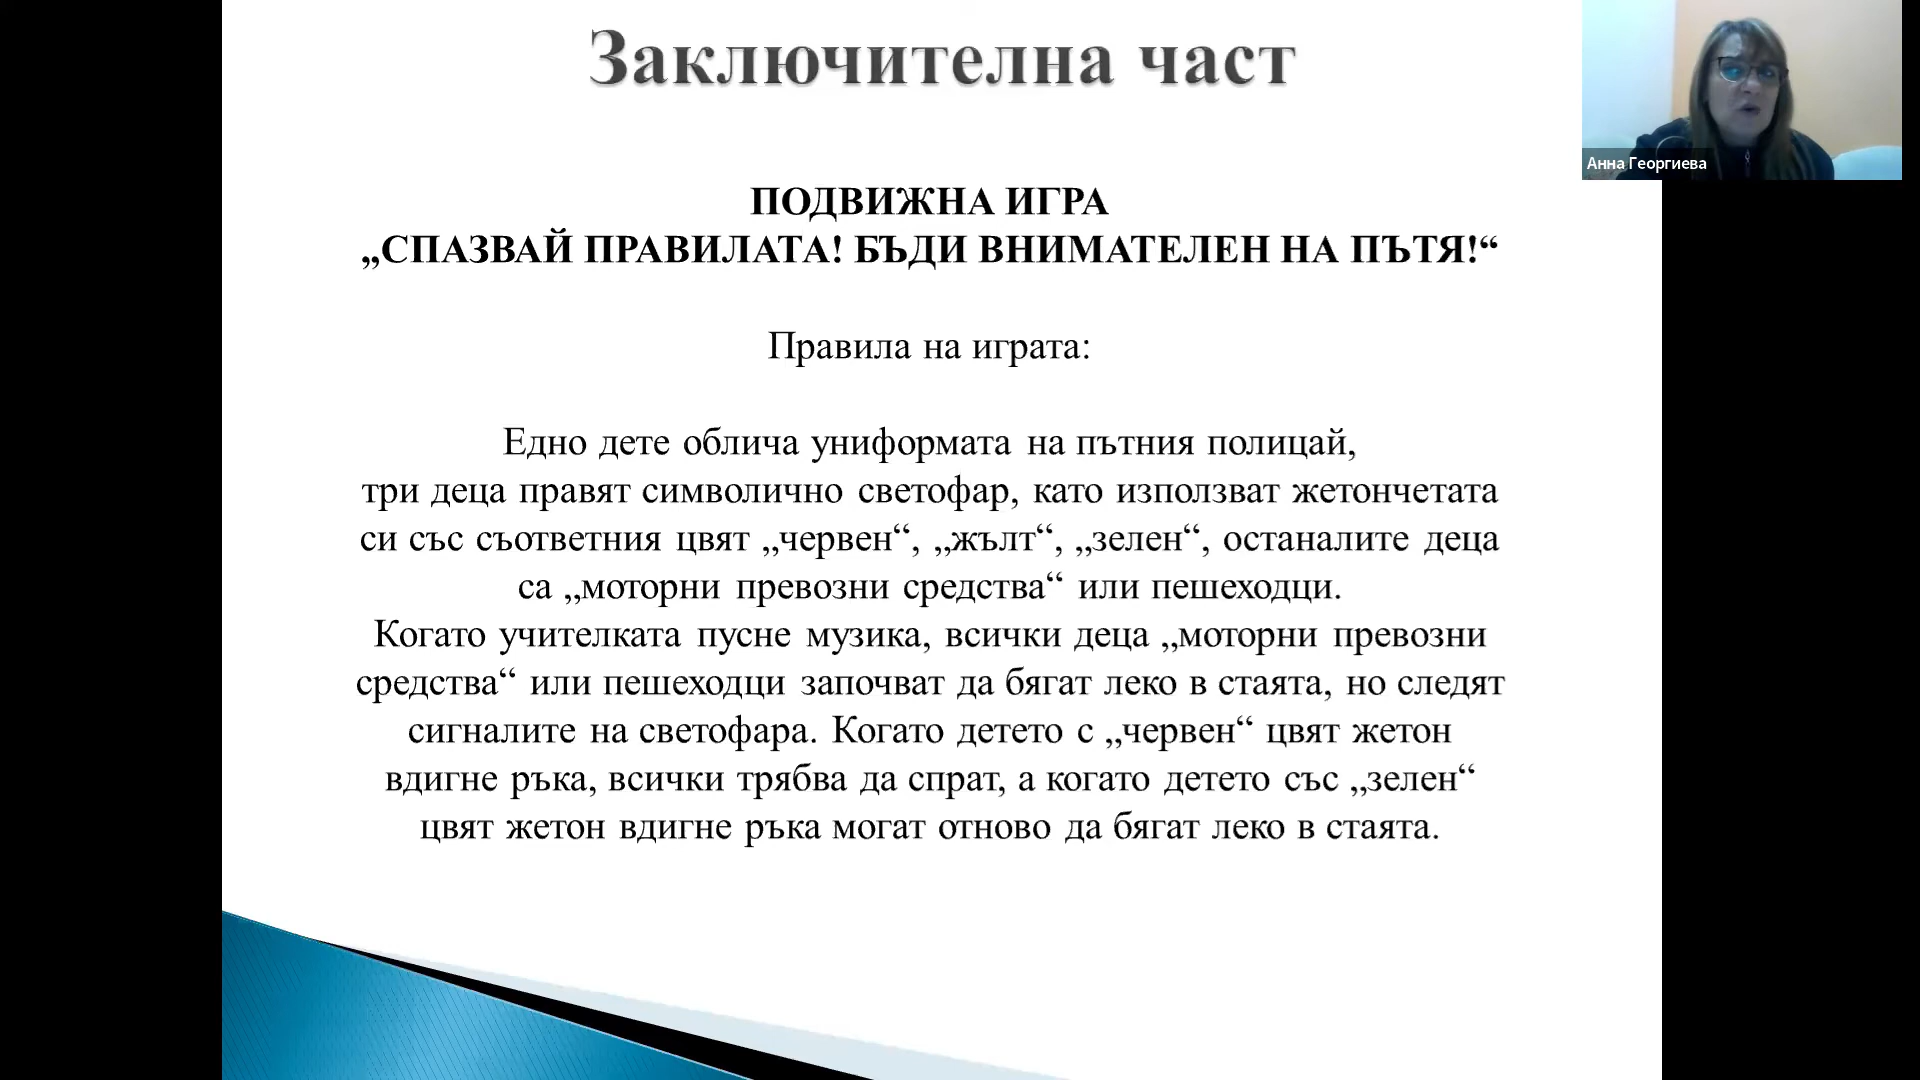 Заключителна част
Анна Георгиева
ПОДВИЖНА ИГРА
„СПАЗВАЙ ПРАВИЛАТА! БЪДИ ВНИМАТЕЛЕН НА ПЪТЯ!“
Правила на играта:
Едно дете облича униформата на пътния полицай,
три деца правят символично светофар, като използват жетончетата
си със съответния цвят „червен“, „жълт“, „зелен“, останалите деца
са „моторни превозни средства“ или пешеходци.
Когато учителката пусне музика, всички деца „моторни превозни
средства“ или пешеходци започват да бягат леко в стаята, но следят
сигналите на светофара. Когато детето с „червен“ цвят жетон
вдигне ръка, всички трябва да спрат, а когато детето със „зелен“
цвят жетон вдигне ръка могат отново да бягат леко в стаята.